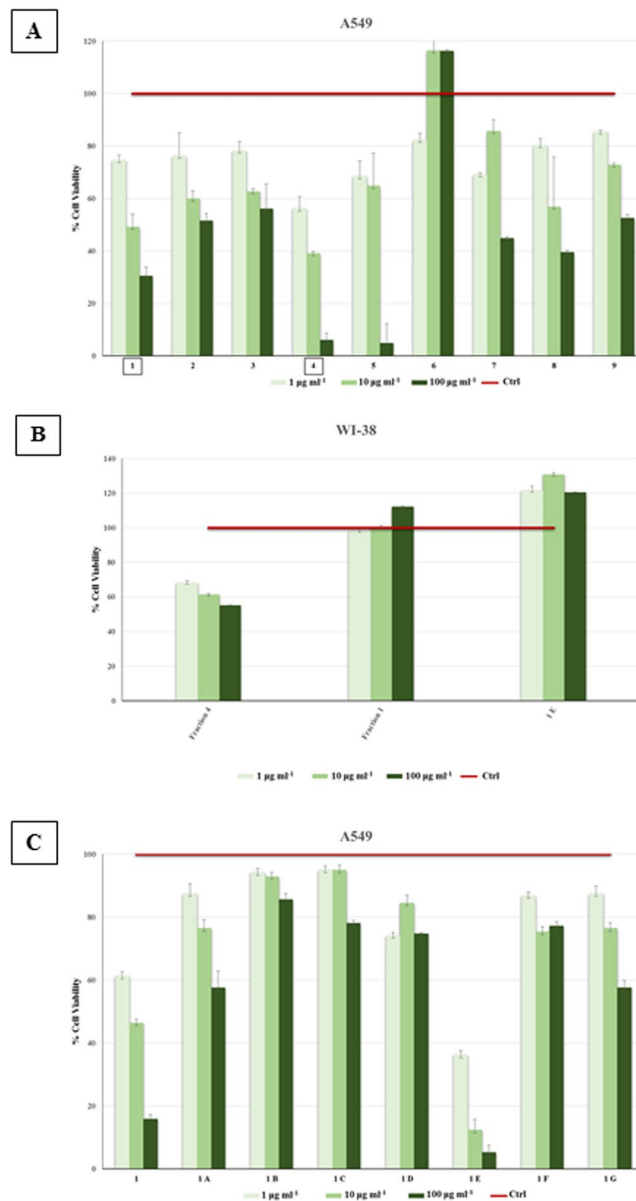 A
A549
120
100
80
60
40
20
0
% Cell Viability
1 2 3 4 5 6 7 8 9
1 µg ml⁻¹ 10 µg ml⁻¹ 100 µg ml⁻¹ Ctrl
B
WI-38
140
120
100
80
60
40
20
0
% Cell Viability
Fraction 4 Fraction 1 1 E
1 µg ml⁻¹ 10 µg ml⁻¹ 100 µg ml⁻¹ Ctrl
C
A549
100
80
60
40
20
0
% Cell Viability
1 1 A 1 B 1 C 1 D 1 E 1 F 1 G
1 µg ml⁻¹ 10 µg ml⁻¹ 100 µg ml⁻¹ Ctrl